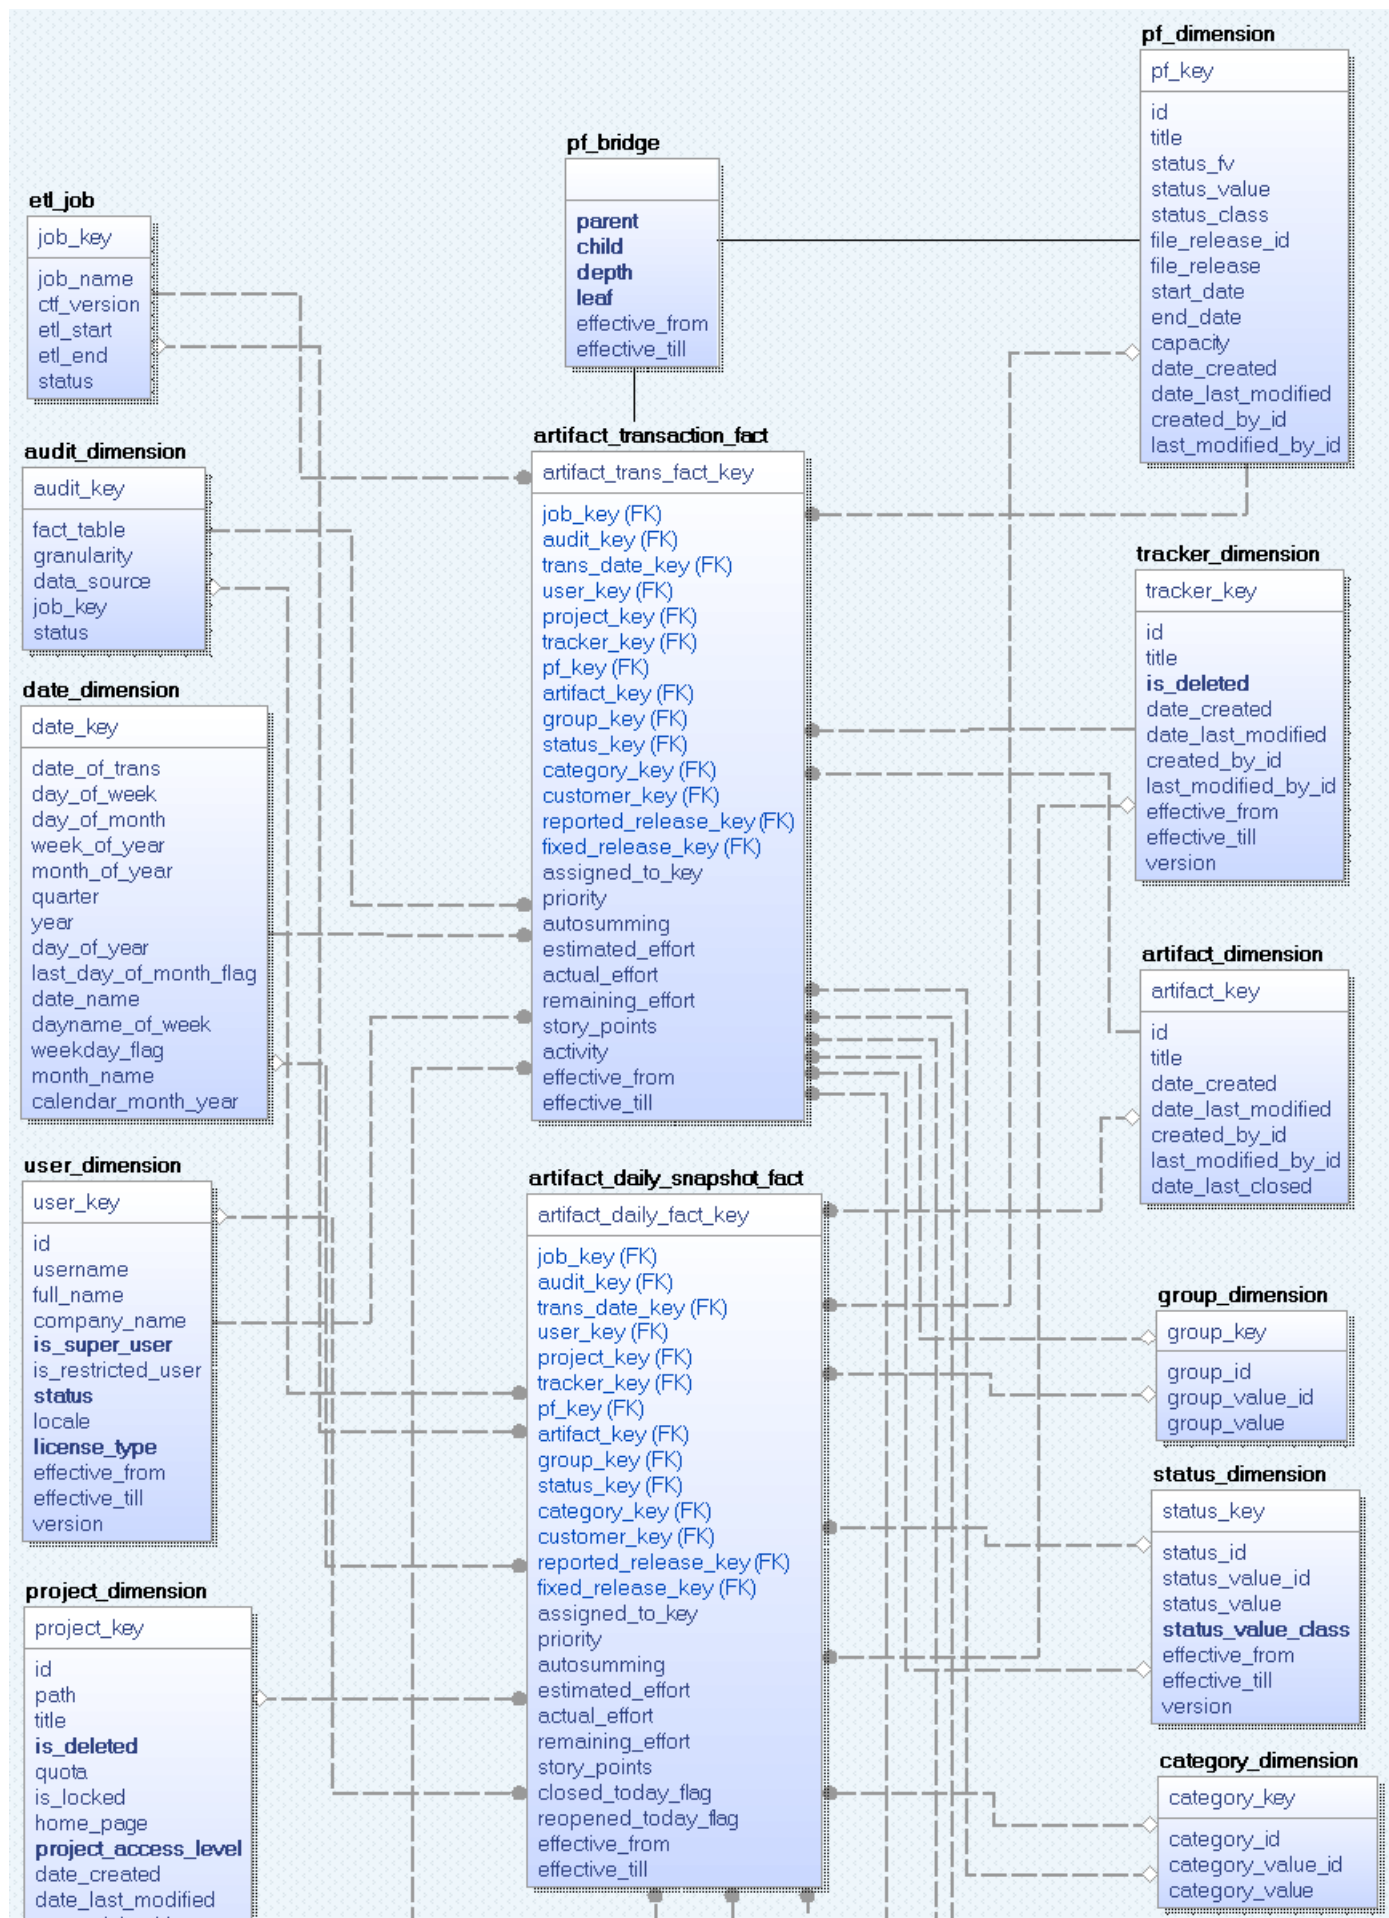 pf_dimension
pf_key
id
title
status_fv
status_value
status_class
file_release_id
file_release
start_date
end_date
capacity
date_created
date_last_modified
created_by_id
last_modified_by_id
pf_bridge
parent
child
depth
leaf
effective_from
effective_till
etl_job
job_key
job_name
ctf_version
etl_start
etl_end
status
audit_dimension
audit_key
fact_table
granularity
data_source
job_key
status
date_dimension
date_key
date_of_trans
day_of_week
day_of_month
week_of_year
month_of_year
quarter
year
day_of_year
last_day_of_month_flag
date_name
dayname_of_week
weekday_flag
month_name
calendar_month_year
user_dimension
user_key
id
username
full_name
company_name
is_super_user
is_restricted_user
status
locale
license_type
effective_from
effective_till
version
project_dimension
project_key
id
path
title
is_deleted
quota
is_locked
home_page
project_access_level
date_created
date_last_modified
artifact_transaction_fact
artifact_trans_fact_key
job_key (FK)
audit_key (FK)
trans_date_key (FK)
user_key (FK)
project_key (FK)
tracker_key (FK)
pf_key (FK)
artifact_key (FK)
group_key (FK)
status_key (FK)
category_key (FK)
customer_key (FK)
reported_release_key (FK)
fixed_release_key (FK)
assigned_to_key
priority
autosumming
estimated_effort
actual_effort
remaining_effort
story_points
activity
effective_from
effective_till
artifact_daily_snapshot_fact
artifact_daily_fact_key
job_key (FK)
audit_key (FK)
trans_date_key (FK)
user_key (FK)
project_key (FK)
tracker_key (FK)
pf_key (FK)
artifact_key (FK)
group_key (FK)
status_key (FK)
category_key (FK)
customer_key (FK)
reported_release_key (FK)
fixed_release_key (FK)
assigned_to_key
priority
autosumming
estimated_effort
actual_effort
remaining_effort
story_points
closed_today_flag
reopened_today_flag
effective_from
effective_till
tracker_dimension
tracker_key
id
title
is_deleted
date_created
date_last_modified
created_by_id
last_modified_by_id
effective_from
effective_till
version
artifact_dimension
artifact_key
id
title
date_created
date_last_modified
created_by_id
last_modified_by_id
date_last_closed
group_dimension
group_key
group_id
group_value_id
group_value
status_dimension
status_key
status_id
status_value_id
status_value
status_value_class
effective_from
effective_till
version
category_dimension
category_key
category_id
category_value_id
category_value